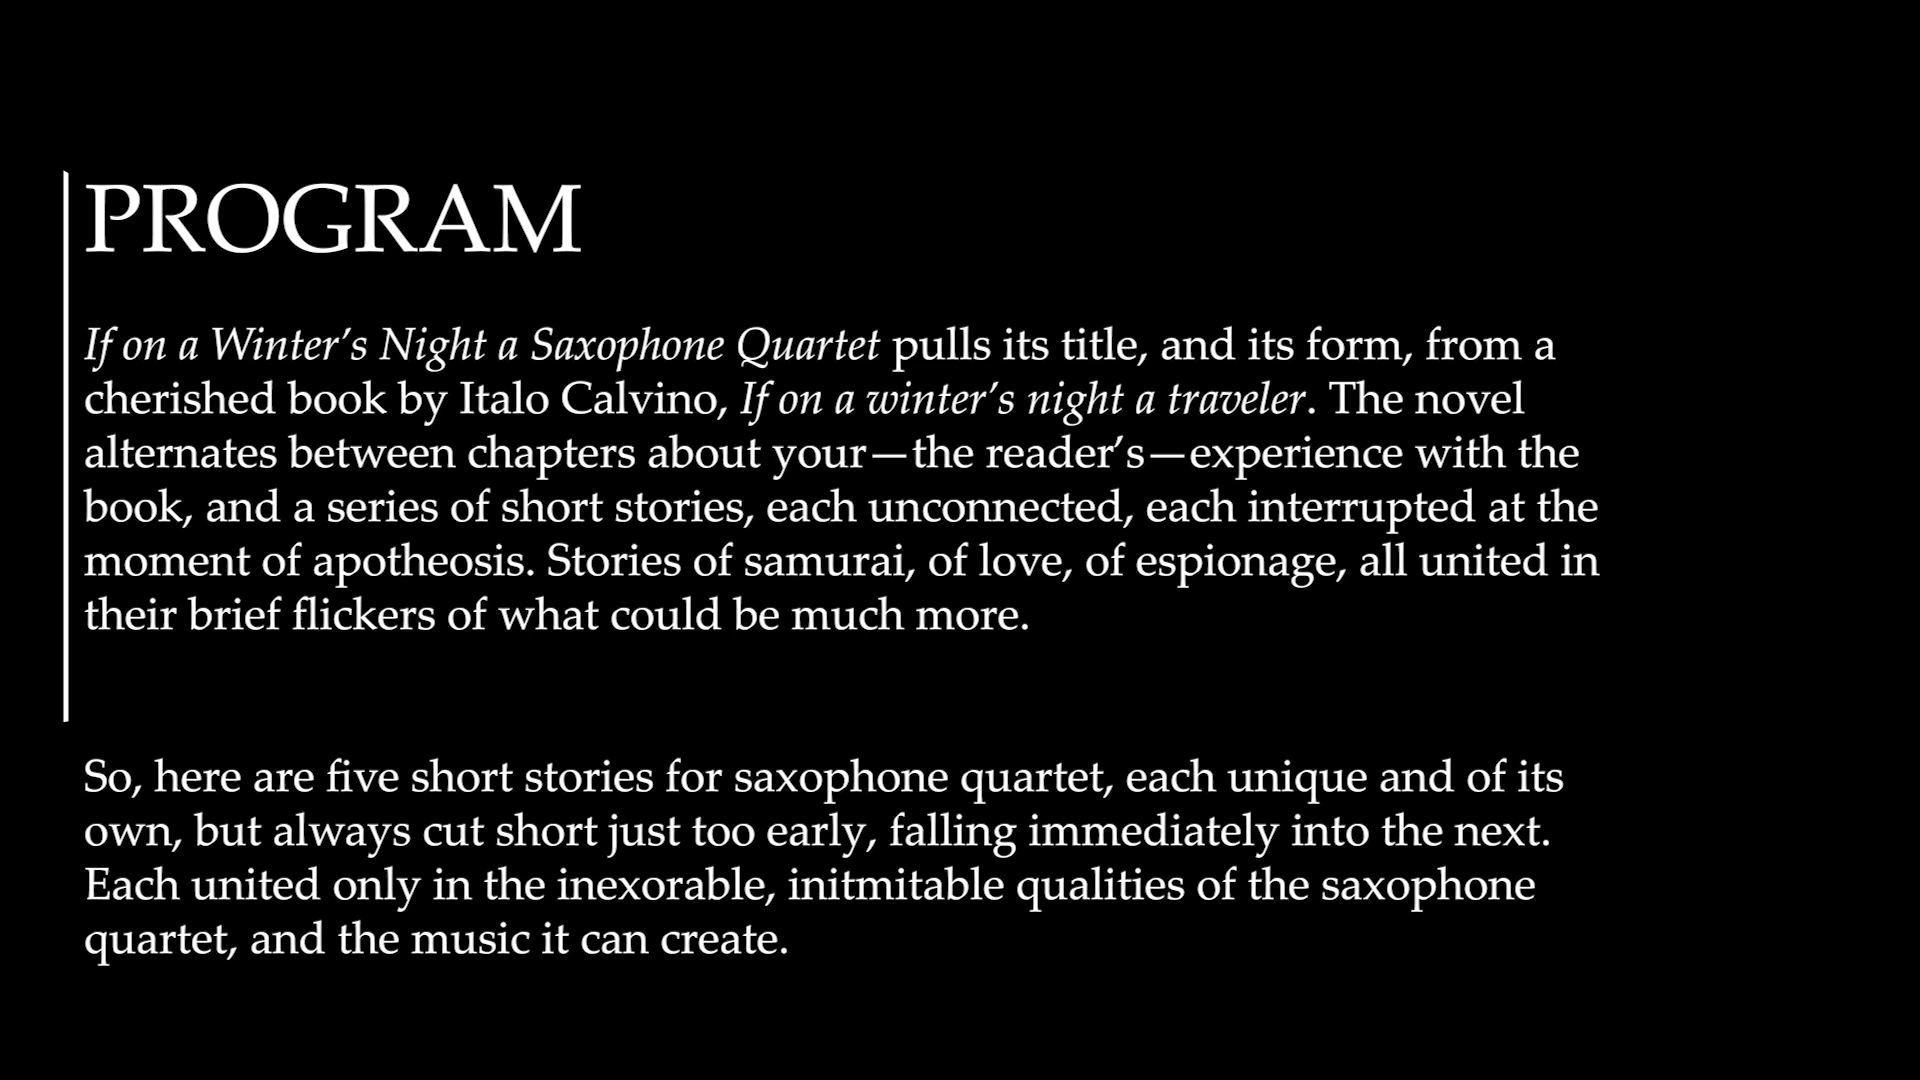 PROGRAM
If on a Winter’s Night a Saxophone Quartet pulls its title, and its form, from a
cherished book by Italo Calvino, If on a winter’s night a traveler. The novel
alternates between chapters about your—the reader’s—experience with the
book, and a series of short stories, each unconnected, each interrupted at the
moment of apotheosis. Stories of samurai, of love, of espionage, all united in
their brief flickers of what could be much more.
So, here are five short stories for saxophone quartet, each unique and of its
own, but always cut short just too early, falling immediately into the next.
Each united only in the inexorable, initmitable qualities of the saxophone
quartet, and the music it can create.